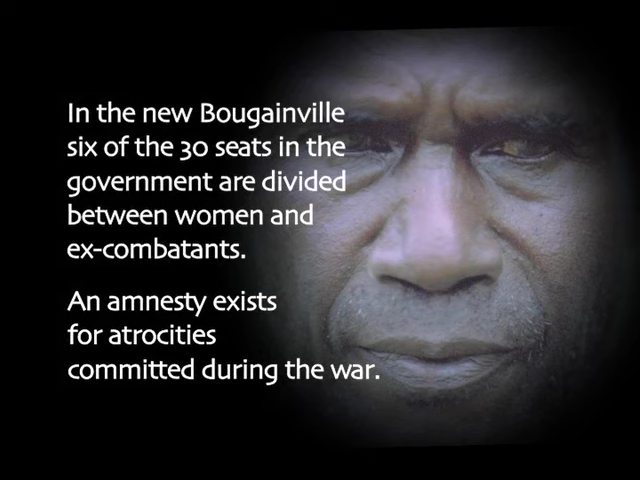 In the new Bougainville
six of the 30 seats in the
government are divided
between women and
ex-combatants.
An amnesty exists
for atrocities
committed during the war.